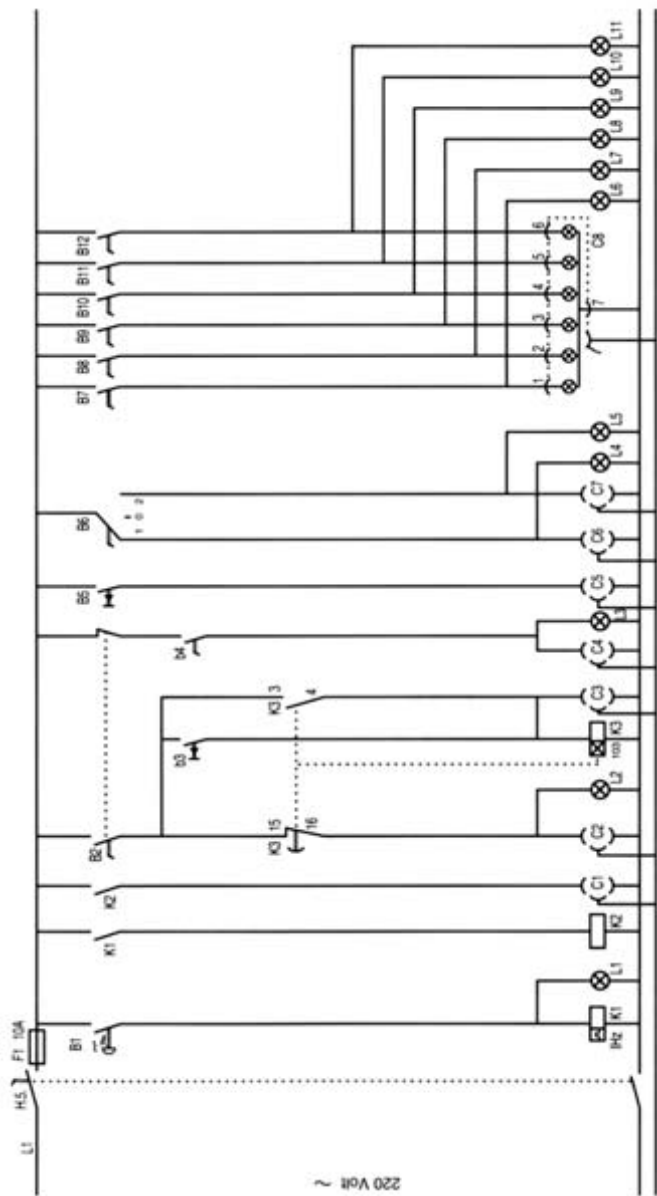 220 Volt ~
L1
H.S.
F1 10A
B1
K1
K2
B2
B5
B6
B7
B8
B9
B10
B11
B12
b4
b3
1 0 2
K3 15
16
K3 3
4
1
2
3
4
5
6
7
C8
IHz
K1
L1
K2
C1
C2
L2
100
K3
C3
C4
L3
C5
C6
C7
L4
L5
L6
L7
L8
L9
L10
L11